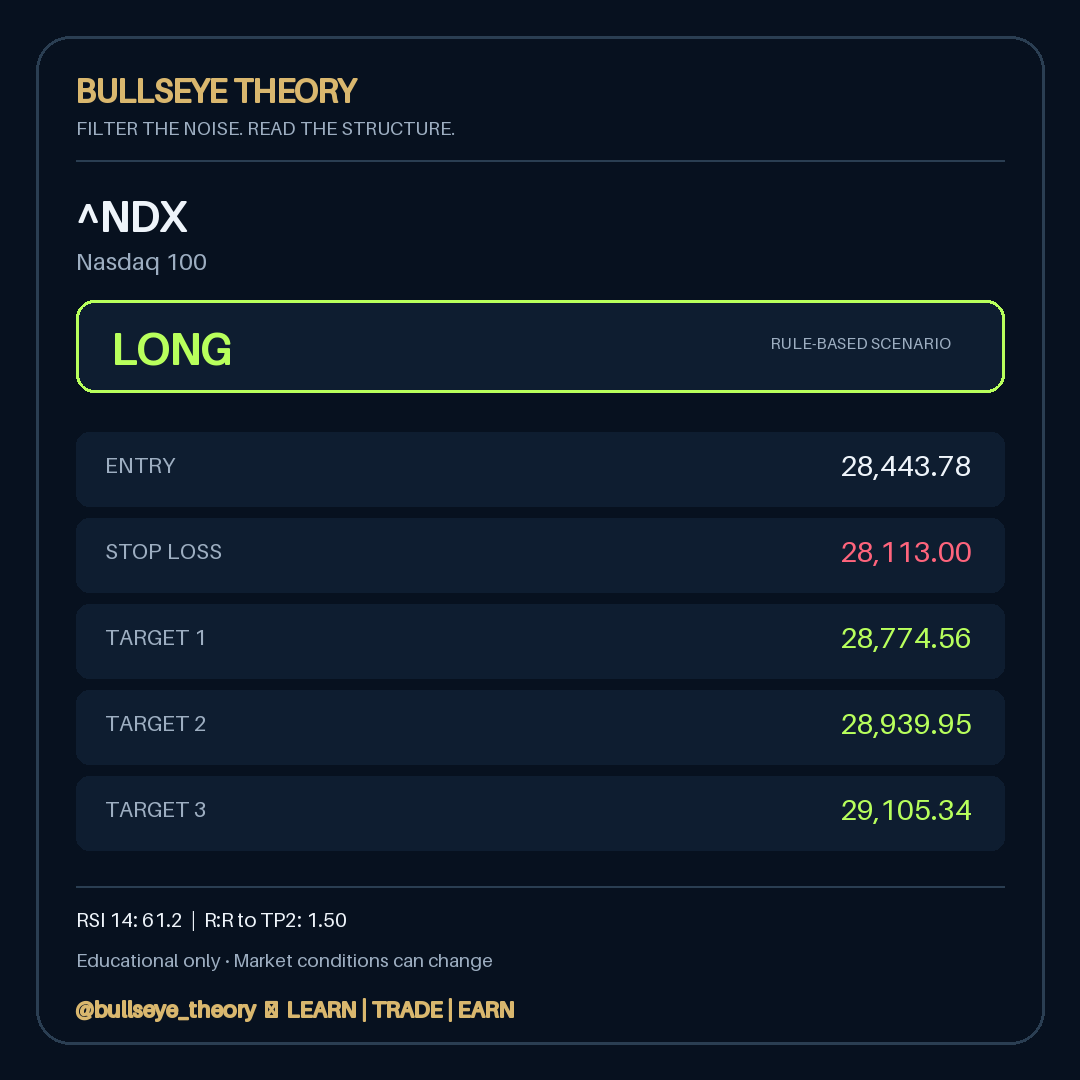 BULLSEYE THEORY
FILTER THE NOISE. READ THE STRUCTURE.
^NDX
Nasdaq 100
LONG RULE-BASED SCENARIO
ENTRY 28,443.78
STOP LOSS 28,113.00
TARGET 1 28,774.56
TARGET 2 28,939.95
TARGET 3 29,105.34
RSI 14: 61.2 | R:R to TP2: 1.50
Educational only · Market conditions can change
@bullseye_theory LEARN | TRADE | EARN